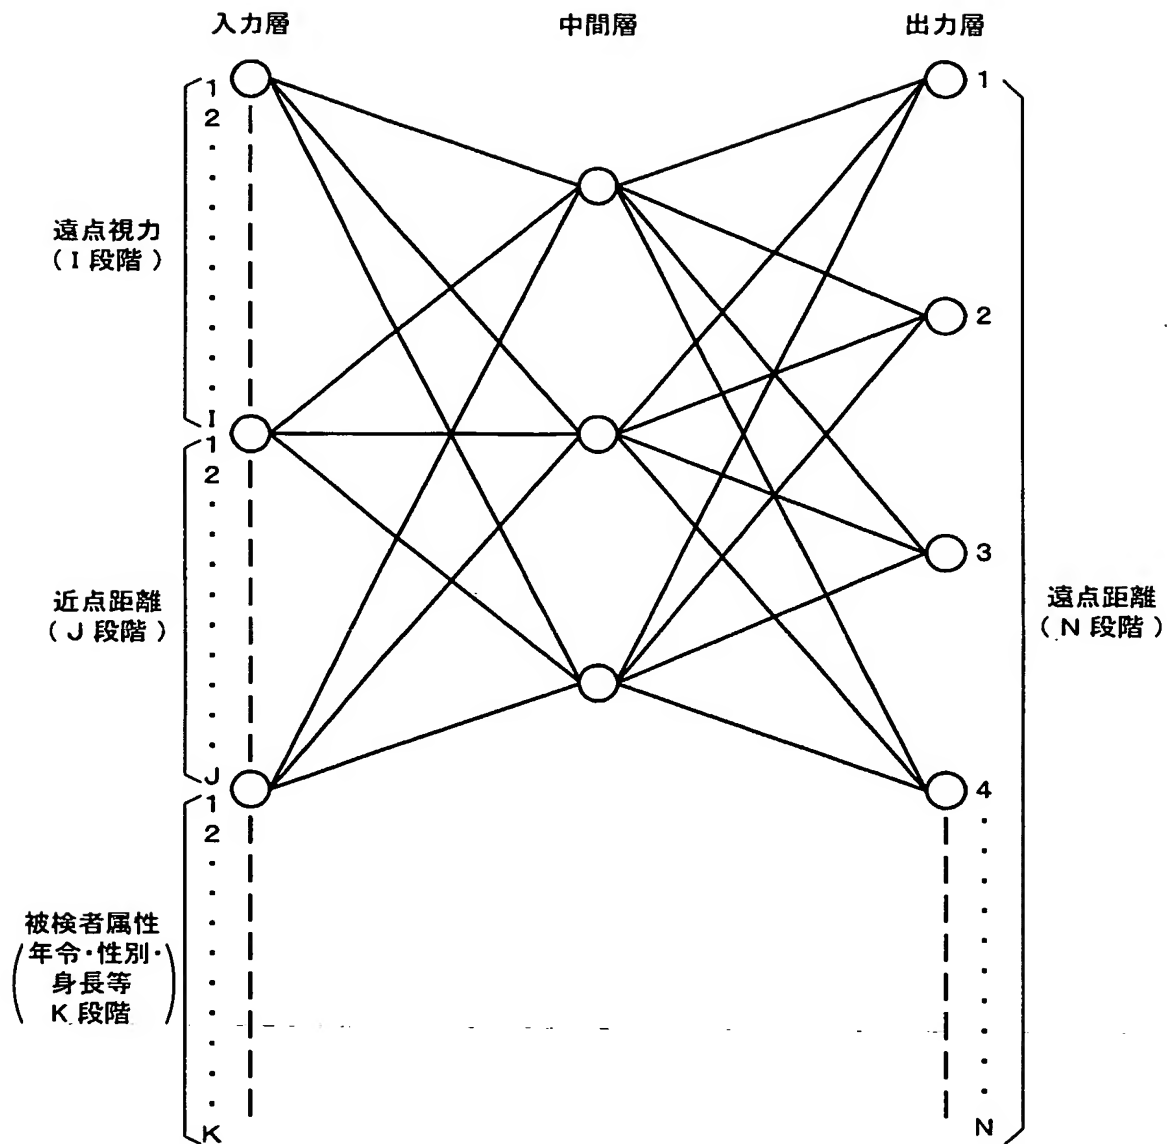 入力層
中間層
出力層
遠点視力
(I段階)
1
2
I
近点距離
(J段階)
1
2
J
被検者属性
(年令・性別・
身長等
K段階)
1
2
K
1
2
3
4
N
遠点距離
(N段階)